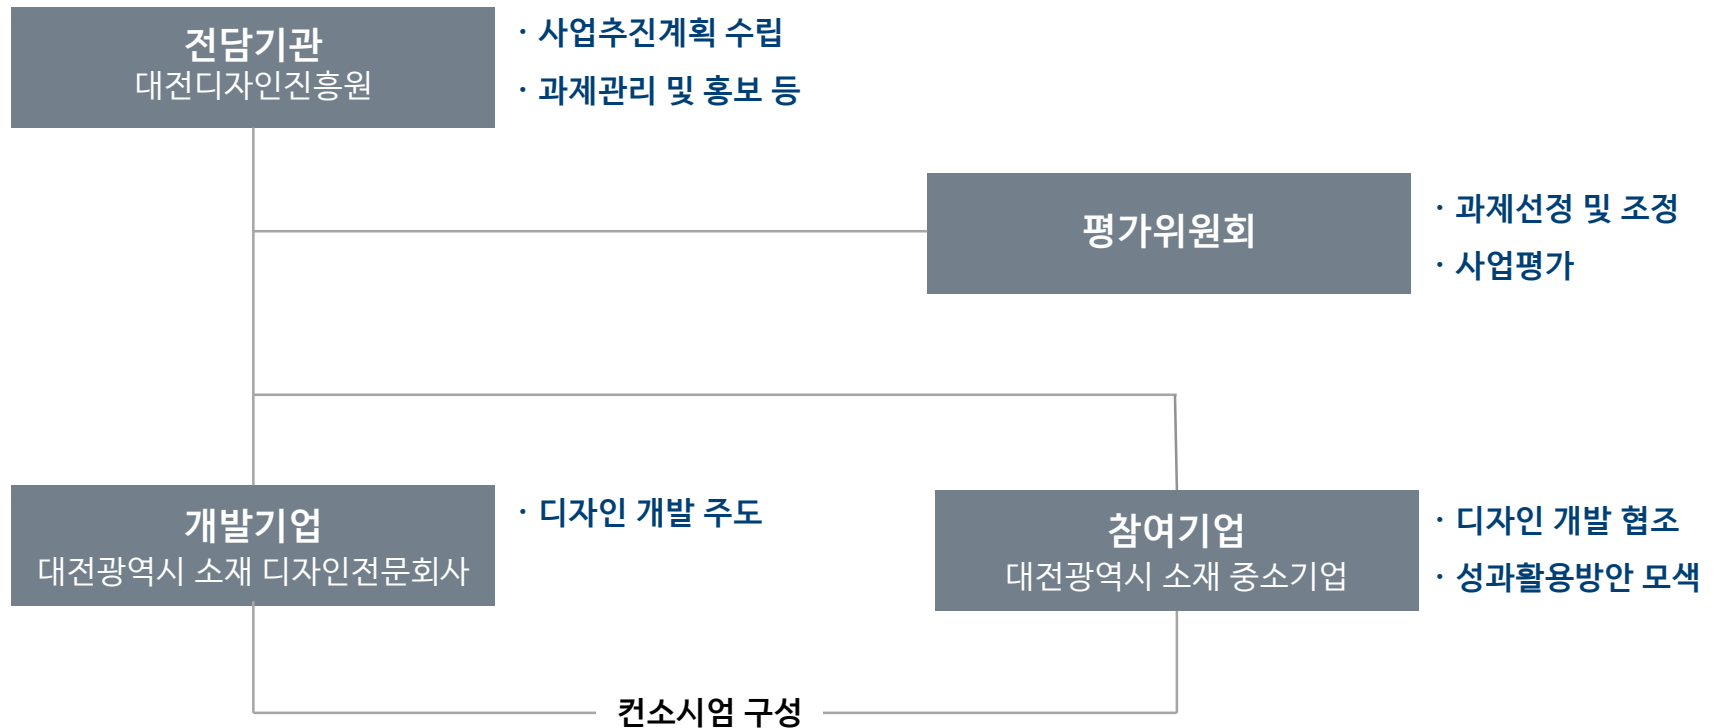 전담기관
대전디자인진흥원
· 사업추진계획 수립
· 과제관리 및 홍보 등
평가위원회
· 과제선정 및 조정
· 사업평가
개발기업
대전광역시 소재 디자인전문회사
· 디자인 개발 주도
참여기업
대전광역시 소재 중소기업
· 디자인 개발 협조
· 성과활용방안 모색
컨소시엄 구성